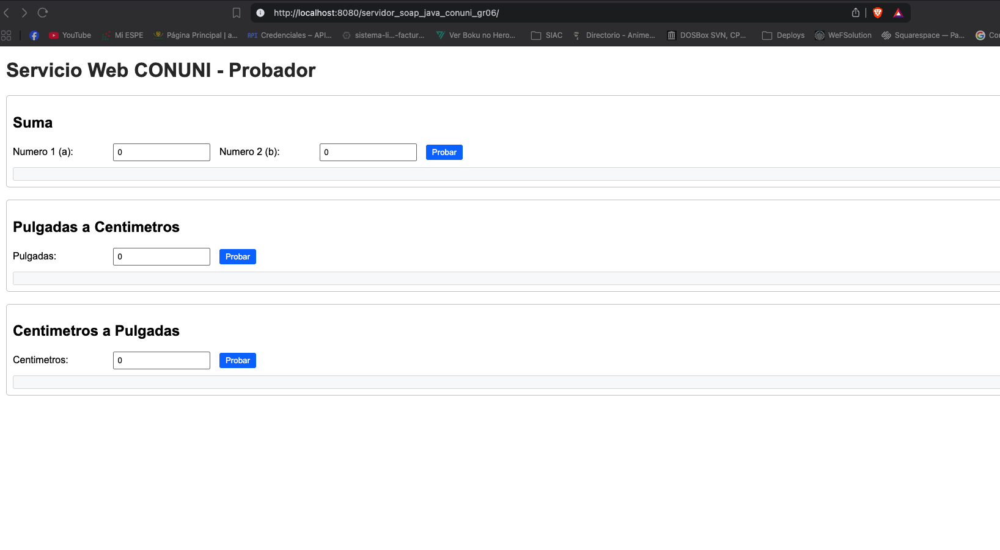 http://localhost:8080/servidor_soap_java_conuni_gr06/
YouTube Mi ESPE Página Principal | a... API Credenciales – API... sistema-li...-factur... Ver Boku no Hero... SIAC Directorio - Anime... DOSBox SVN, CP... Deploys WeFSolution Squarespace — Pa...
Servicio Web CONUNI - Probador
Suma
Numero 1 (a): 0 Numero 2 (b): 0 Probar
Pulgadas a Centimetros
Pulgadas: 0 Probar
Centimetros a Pulgadas
Centimetros: 0 Probar